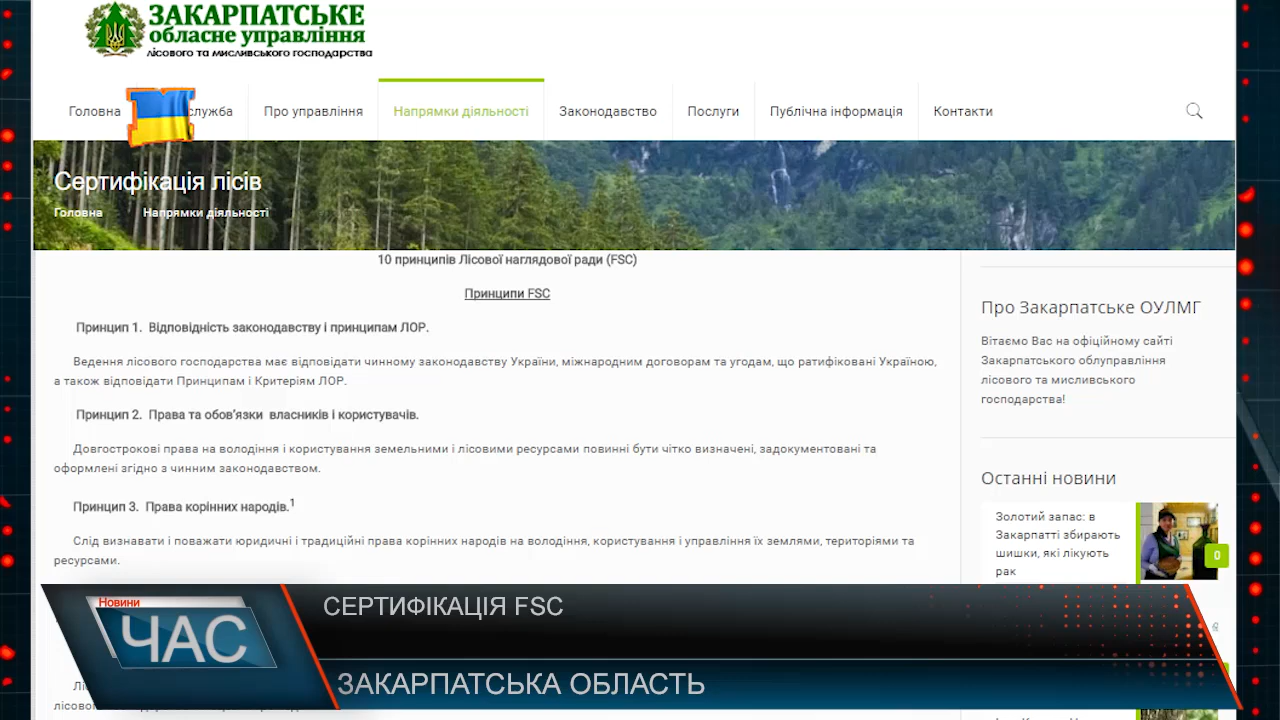 ЗАКАРПАТСЬКЕ
обласне управління
лісового та мисливського господарства
Головна
служба
Про управління
Напрямки діяльності
Законодавство
Послуги
Публічна інформація
Контакти
Сертифікація лісів
Головна
Напрямки діяльності
10 принципів Лісової наглядової ради (FSC)
Принципи FSC
Принцип 1. Відповідність законодавству і принципам ЛОР.
Ведення лісового господарства має відповідати чинному законодавству України, міжнародним договорам та угодам, що ратифіковані Україною,
а також відповідати Принципам і Критеріям ЛОР.
Принцип 2. Права та обов'язки власників і користувачів.
Довгострокові права на володіння і користування земельними і лісовими ресурсами повинні бути чітко визначені, задокументовані та
оформлені згідно з чинним законодавством.
Принцип 3. Права корінних народів.1
Слід визнавати і поважати юридичні і традиційні права корінних народів на володіння, користування і управління їх землями, територіями та
ресурсами.
Про Закарпатське ОУЛМГ
Вітаємо Вас на офіційному сайті
Закарпатського облуправління
лісового та мисливського
господарства!
Останні новини
Золотий запас: в
Закарпатті збирають
шишки, які лікують
рак
0
Новини
ЧАС
СЕРТИФІКАЦІЯ FSC
ЗАКАРПАТСЬКА ОБЛАСТЬ